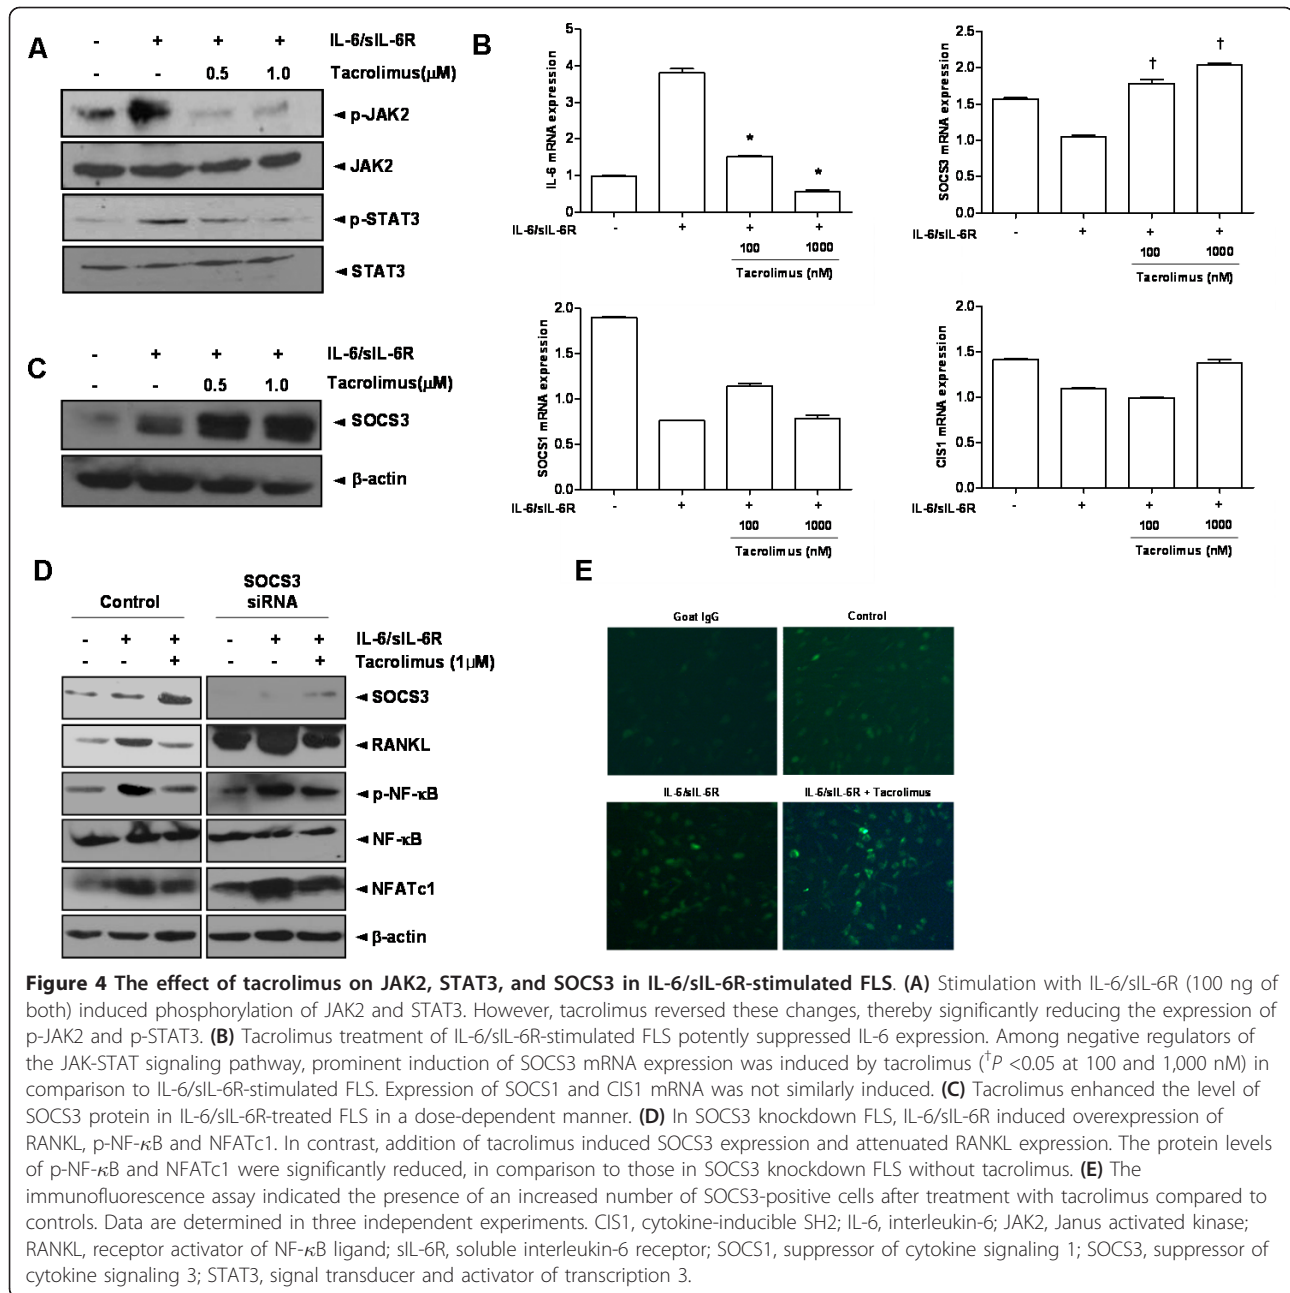 A
- + + + IL-6/sIL-6R
- - 0.5 1.0 Tacrolimus(μM)
◄ p-JAK2
◄ JAK2
◄ p-STAT3
◄ STAT3
B
IL-6 mRNA expression
5
4
3
2
1
0
*
*
IL-6/sIL-6R - + + +
100 1000
Tacrolimus (nM)
SOCS3 mRNA expression
2.5
2.0
1.5
1.0
0.5
0.0
†
†
IL-6/sIL-6R - + + +
100 1000
Tacrolimus (nM)
SOCS1 mRNA expression
2.0
1.5
1.0
0.5
0.0
IL-6/sIL-6R - + + +
100 1000
Tacrolimus (nM)
CIS1 mRNA expression
2.0
1.5
1.0
0.5
0.0
IL-6/sIL-6R - + + +
100 1000
Tacrolimus (nM)
C
- + + + IL-6/sIL-6R
- - 0.5 1.0 Tacrolimus(μM)
◄ SOCS3
◄ β-actin
D
Control
SOCS3
siRNA
- + + - + + IL-6/sIL-6R
- - + - - + Tacrolimus (1μM)
◄ SOCS3
◄ RANKL
◄ p-NF-κB
◄ NF-κB
◄ NFATc1
◄ β-actin
E
Goat IgG
Control
IL-6/sIL-6R
IL-6/sIL-6R + Tacrolimus
Figure 4 The effect of tacrolimus on JAK2, STAT3, and SOCS3 in IL-6/sIL-6R-stimulated FLS. (A) Stimulation with IL-6/sIL-6R (100 ng of
both) induced phosphorylation of JAK2 and STAT3. However, tacrolimus reversed these changes, thereby significantly reducing the expression of
p-JAK2 and p-STAT3. (B) Tacrolimus treatment of IL-6/sIL-6R-stimulated FLS potently suppressed IL-6 expression. Among negative regulators of
the JAK-STAT signaling pathway, prominent induction of SOCS3 mRNA expression was induced by tacrolimus (†P <0.05 at 100 and 1,000 nM) in
comparison to IL-6/sIL-6R-stimulated FLS. Expression of SOCS1 and CIS1 mRNA was not similarly induced. (C) Tacrolimus enhanced the level of
SOCS3 protein in IL-6/sIL-6R-treated FLS in a dose-dependent manner. (D) In SOCS3 knockdown FLS, IL-6/sIL-6R induced overexpression of
RANKL, p-NF-κB and NFATc1. In contrast, addition of tacrolimus induced SOCS3 expression and attenuated RANKL expression. The protein levels
of p-NF-κB and NFATc1 were significantly reduced, in comparison to those in SOCS3 knockdown FLS without tacrolimus. (E) The
immunofluorescence assay indicated the presence of an increased number of SOCS3-positive cells after treatment with tacrolimus compared to
controls. Data are determined in three independent experiments. CIS1, cytokine-inducible SH2; IL-6, interleukin-6; JAK2, Janus activated kinase;
RANKL, receptor activator of NF-κB ligand; sIL-6R, soluble interleukin-6 receptor; SOCS1, suppressor of cytokine signaling 1; SOCS3, suppressor of
cytokine signaling 3; STAT3, signal transducer and activator of transcription 3.